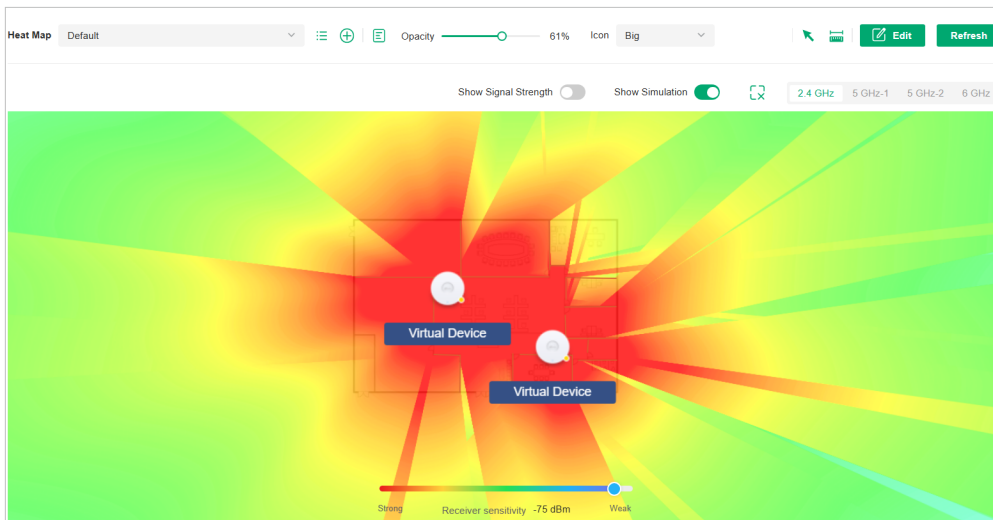 Heat Map Default Opacity 61% Icon Big Edit Refresh
Show Signal Strength Show Simulation 2.4 GHz 5 GHz-1 5 GHz-2 6 GHz
Virtual Device
Virtual Device
Strong Receiver sensitivity -75 dBm Weak